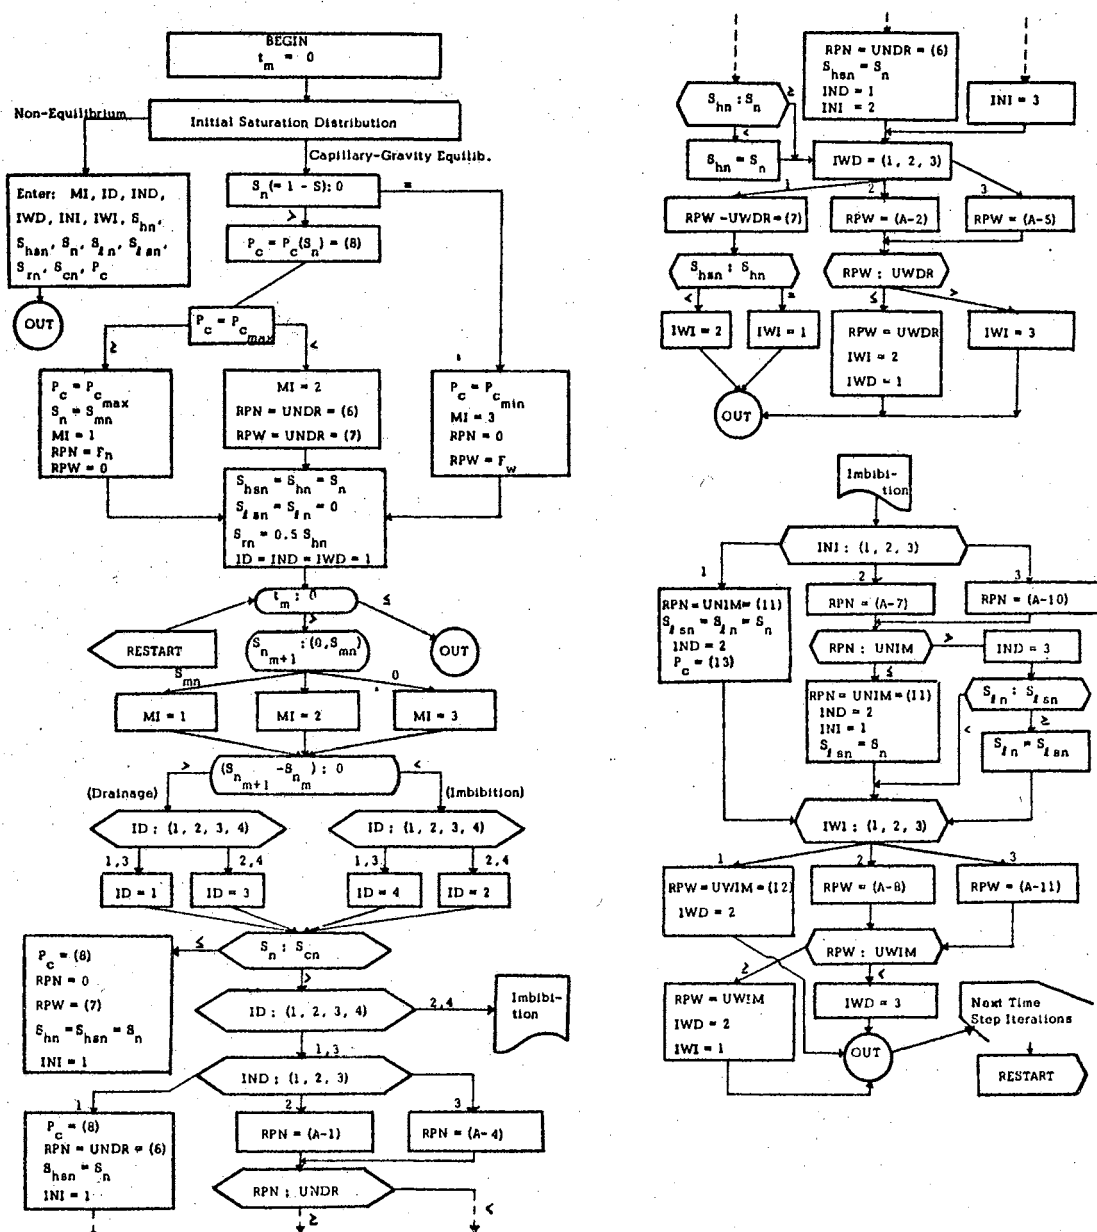 BEGIN
t_m = 0
Non-Equilibrium
Initial Saturation Distribution
Capillary-Gravity Equilib.
Enter: MI, ID, IND,
IWD, INI, IWI, S_hn,
S_hsn, S_n, S_ℓn, S_ℓsn,
S_rn, S_cn, P_c
OUT
S_n(= 1 - S) : 0
=
>
P_c = P_c(S_n) = (8)
P_c = P_c_max
≥
<
P_c = P_c_max
S_n = S_mn
MI = 1
RPN = F_n
RPW = 0
MI = 2
RPN = UNDR = (6)
RPW = UNDR = (7)
P_c = P_c_min
MI = 3
RPN = 0
RPW = F_w
S_hsn = S_hn = S_n
S_ℓsn = S_ℓn = 0
S_rn = 0.5 S_hn
ID = IND = IWD = 1
t_m : 0
≤
>
RESTART
S_n_m+1 : (0, S_mn)
OUT
S_mn
0
MI = 1
MI = 2
MI = 3
(S_n_m+1 - S_n_m) : 0
>
<
(Drainage)
(Imbibition)
ID : (1, 2, 3, 4)
ID : (1, 2, 3, 4)
1,3
2,4
1,3
2,4
ID = 1
ID = 3
ID = 4
ID = 2
S_n : S_cn
≤
>
P_c = (8)
RPN = 0
RPW = (7)
S_hn = S_hsn = S_n
INI = 1
ID : (1, 2, 3, 4)
2,4
Imbibi-
tion
1,3
IND : (1, 2, 3)
1
2
3
P_c = (8)
RPN = UNDR = (6)
S_hsn = S_n
INI = 1
RPN = (A-1)
RPN = (A-4)
RPN : UNDR
≥
<
RPN = UNDR = (6)
S_hsn = S_n
IND = 1
INI = 2
S_hn : S_n
≥
<
INI = 3
S_hn = S_n
IWD = (1, 2, 3)
1
2
3
RPW - UWDR = (7)
RPW = (A-2)
RPW = (A-5)
S_hsn : S_hn
RPW : UWDR
<
=
≤
>
IWI = 2
IWI = 1
RPW = UWDR
IWI = 2
IWD = 1
IWI = 3
OUT
Imbibi-
tion
INI : (1, 2, 3)
1
2
3
RPN = UNIM = (11)
S_ℓsn = S_ℓn = S_n
IND = 2
P_c = (13)
RPN = (A-7)
RPN = (A-10)
RPN : UNIM
>
IND = 3
≤
RPN = UNIM = (11)
IND = 2
INI = 1
S_ℓsn = S_n
S_ℓn : S_ℓsn
<
≥
S_ℓn = S_ℓsn
IWI : (1, 2, 3)
1
2
3
RPW = UWIM = (12)
IWD = 2
RPW = (A-8)
RPW = (A-11)
RPW : UWIM
≥
<
RPW = UWIM
IWD = 2
IWI = 1
IWD = 3
OUT
Next Time
Step Iterations
RESTART